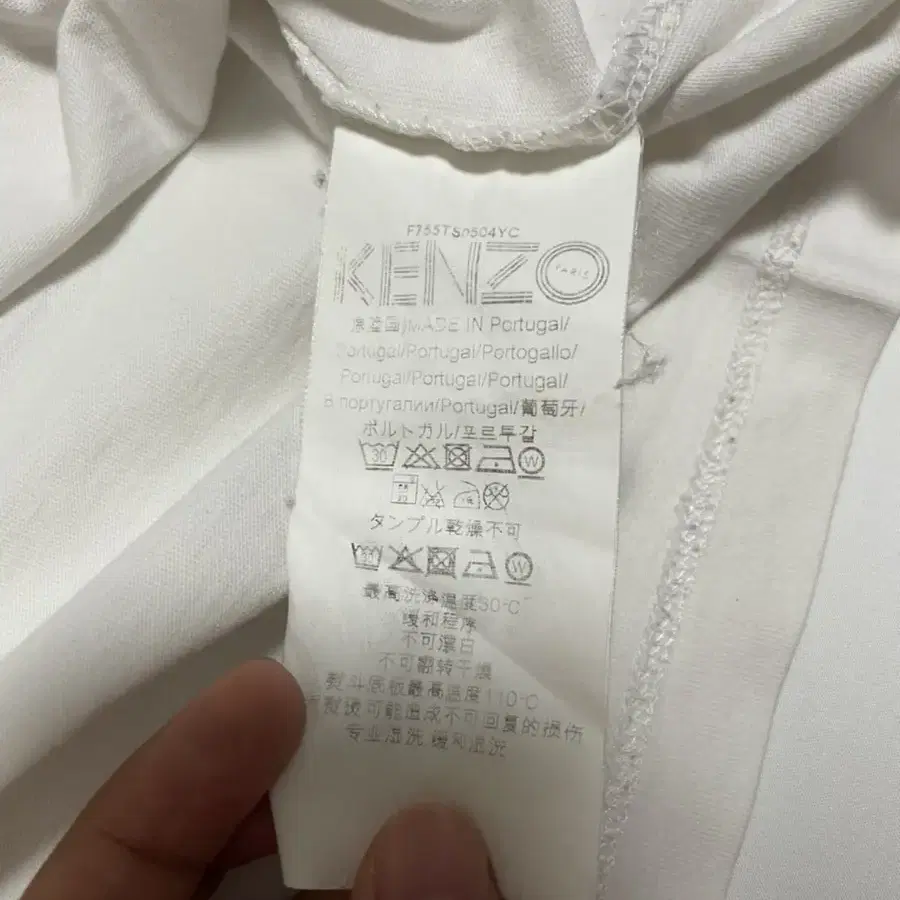 F755TS0504YC
KENZO
PARIS
原産国)MADE IN Portugal/
Portugal/Portugal/Portogallo/
Portugal/Portugal/Portugal/
В португалии/Portugal/葡萄牙/
ポルトガル/포르투갈
30
W
タンブル乾燥不可
W
最高洗涤温度30°C
缓和程序
不可漂白
不可翻转干燥
熨斗底板最高温度110°C
熨烫可能造成不可回复的损伤
专业湿洗 缓和湿洗